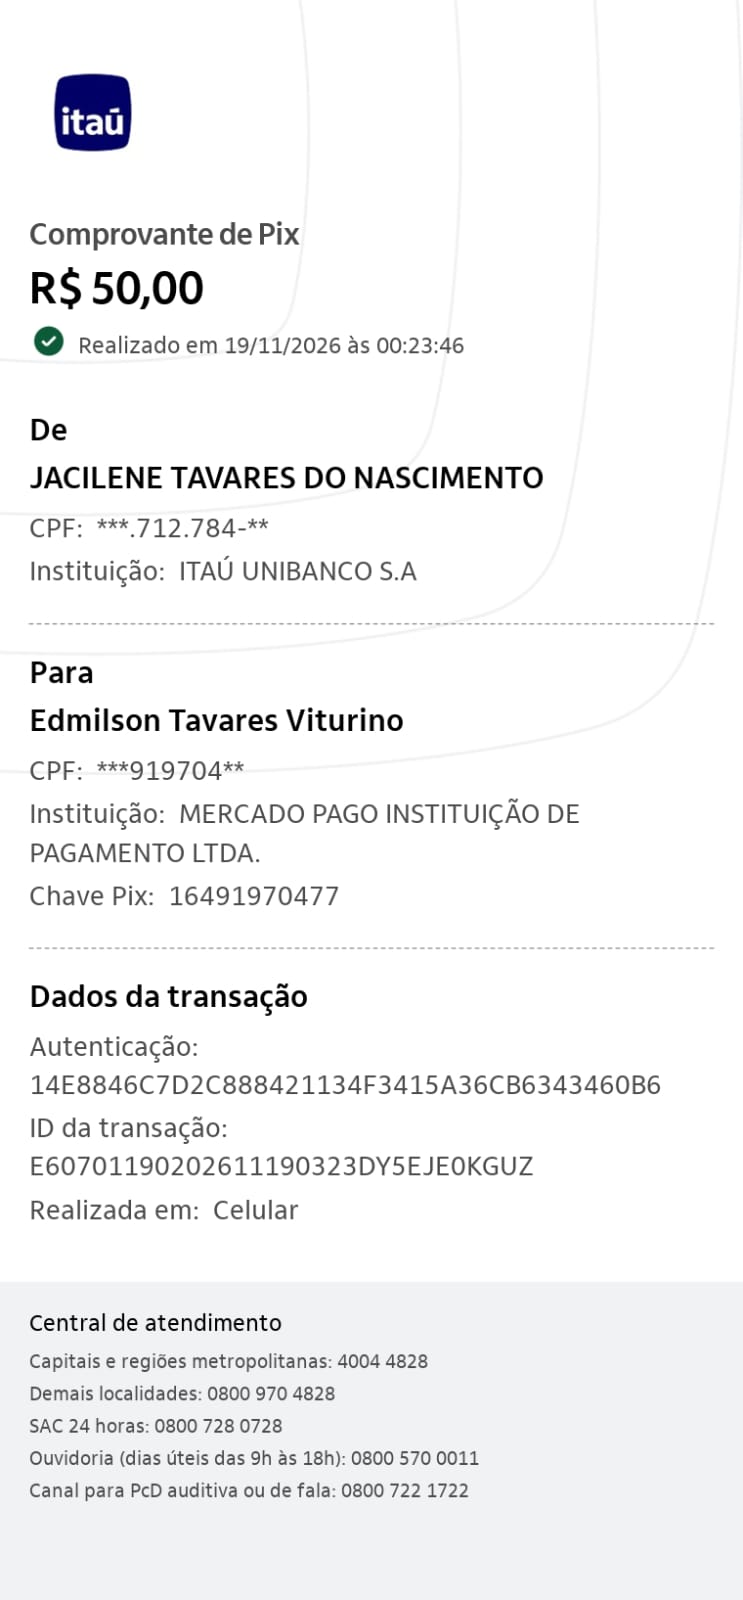 itaú
Comprovante de Pix
R$ 50,00
Realizado em 19/11/2026 às 00:23:46
De
JACILENE TAVARES DO NASCIMENTO
CPF: ***.712.784-**
Instituição: ITAÚ UNIBANCO S.A
Para
Edmilson Tavares Viturino
CPF: ***919704**
Instituição: MERCADO PAGO INSTITUIÇÃO DE
PAGAMENTO LTDA.
Chave Pix: 16491970477
Dados da transação
Autenticação:
14E8846C7D2C888421134F3415A36CB6343460B6
ID da transação:
E60701190202611190323DY5EJE0KGUZ
Realizada em: Celular
Central de atendimento
Capitais e regiões metropolitanas: 4004 4828
Demais localidades: 0800 970 4828
SAC 24 horas: 0800 728 0728
Ouvidoria (dias úteis das 9h às 18h): 0800 570 0011
Canal para PcD auditiva ou de fala: 0800 722 1722